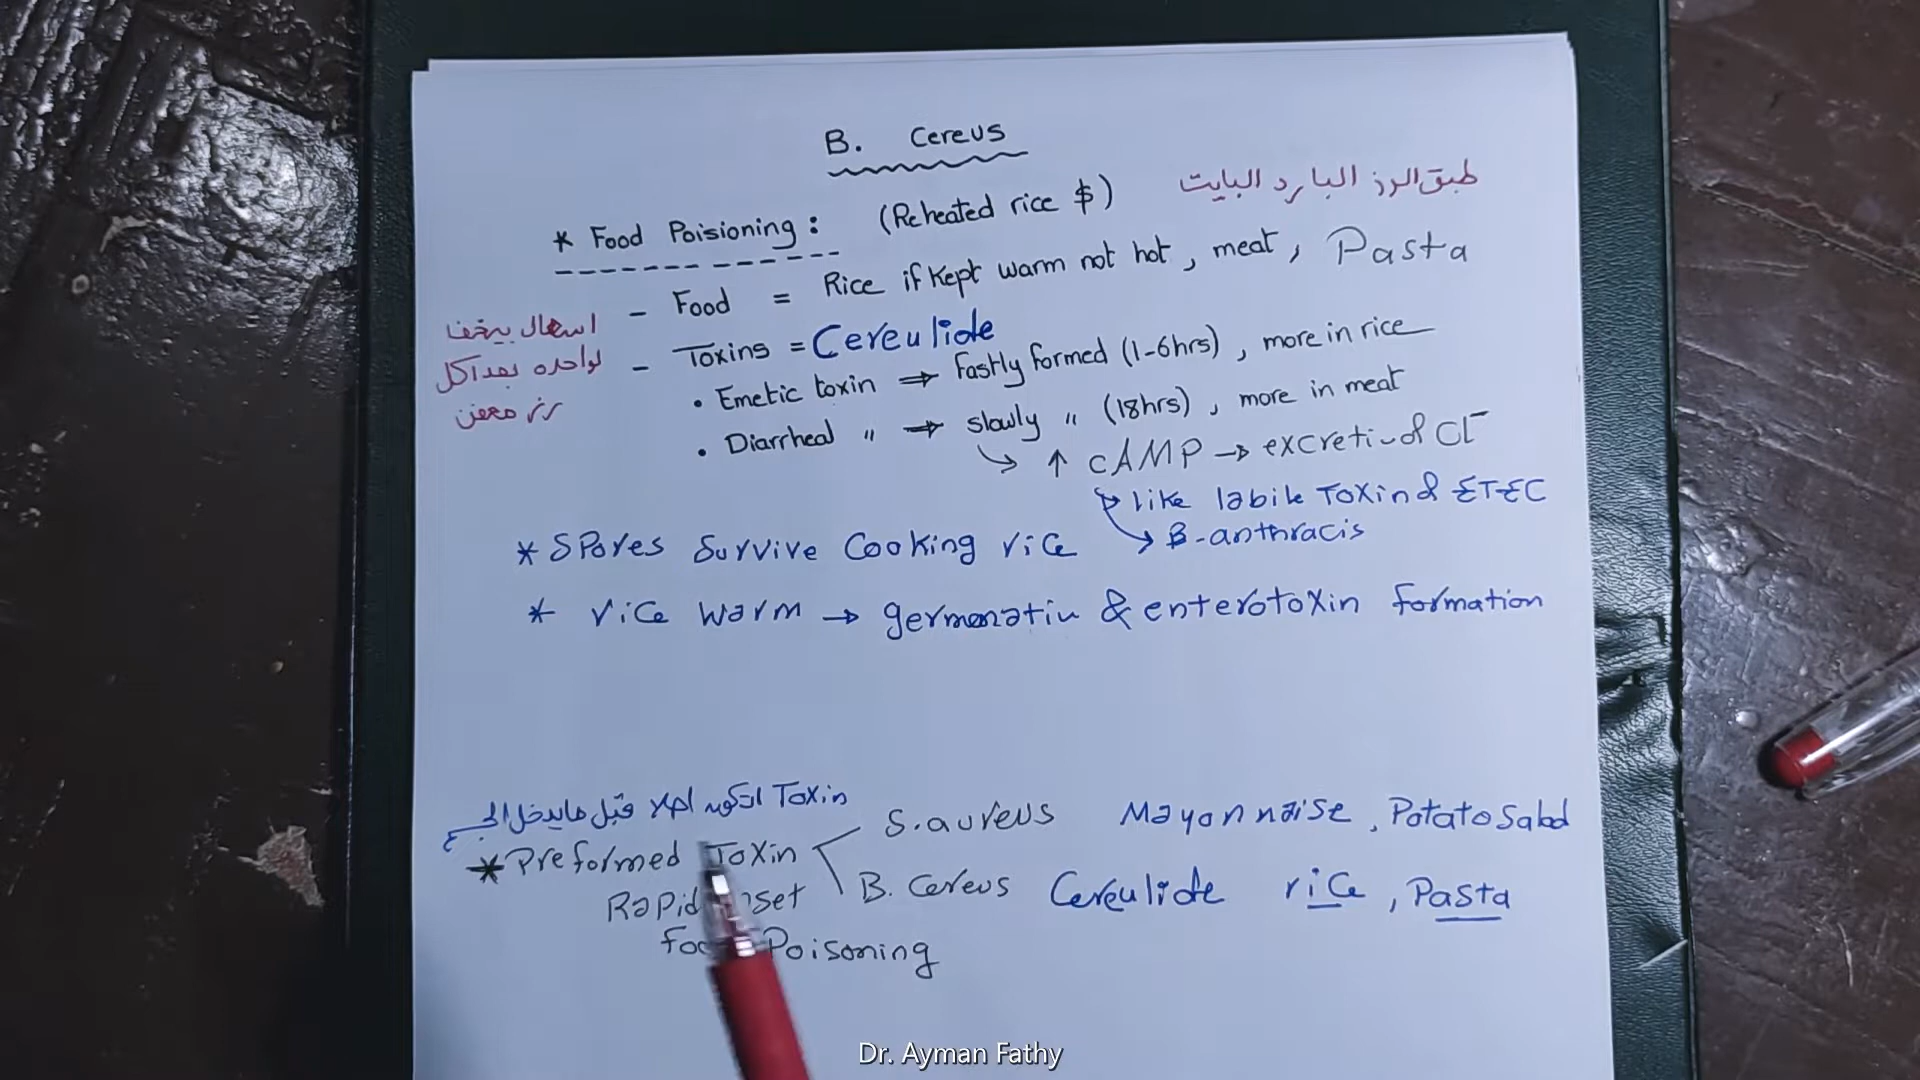 B. Cereus
* Food Poisioning : (Reheated rice $) طبق الرز البارد البايت
- Food = Rice if Kept warm not hot , meat , Pasta
- Toxins = Cereulide
اسهال بيخف
لواحده بعد اكل
رز معفن
• Emetic toxin ⇒ Fastly formed (1-6hrs) , more in rice
• Diarrheal " ⇒ slowly " (18hrs) , more in meat
↑ cAMP → excretion of Cl⁻
like labile Toxin of ETEC
B-anthracis
* Spores Survive Cooking rice
* rice warm → germenation & enterotoxin formation
Toxin اتكون اصلا قبل ما يدخل
* Preformed Toxin
Rapid
Poisoning
S. aureus Mayonnaise , Potato Salad
B. Cereus Cereulide rice , Pasta
Dr. Ayman Fathy